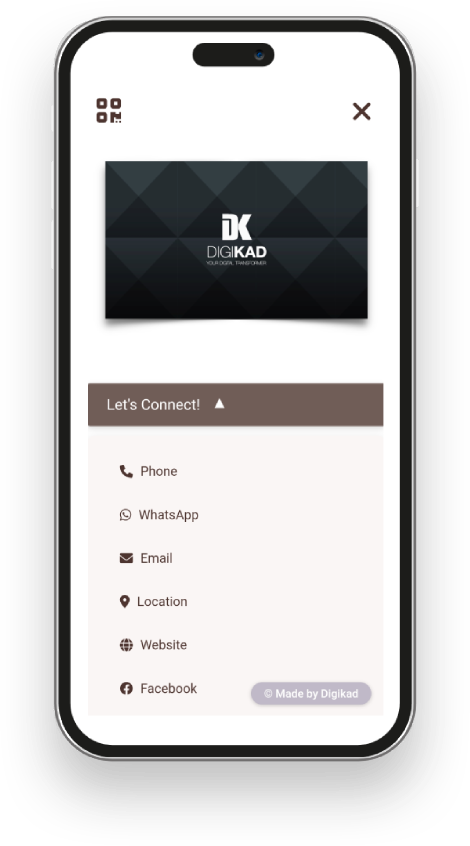 DK
DIGIKAD
YOUR DIGITAL TRANSFORMER
Let's Connect!
Phone
WhatsApp
Email
Location
Website
Facebook
© Made by Digikad